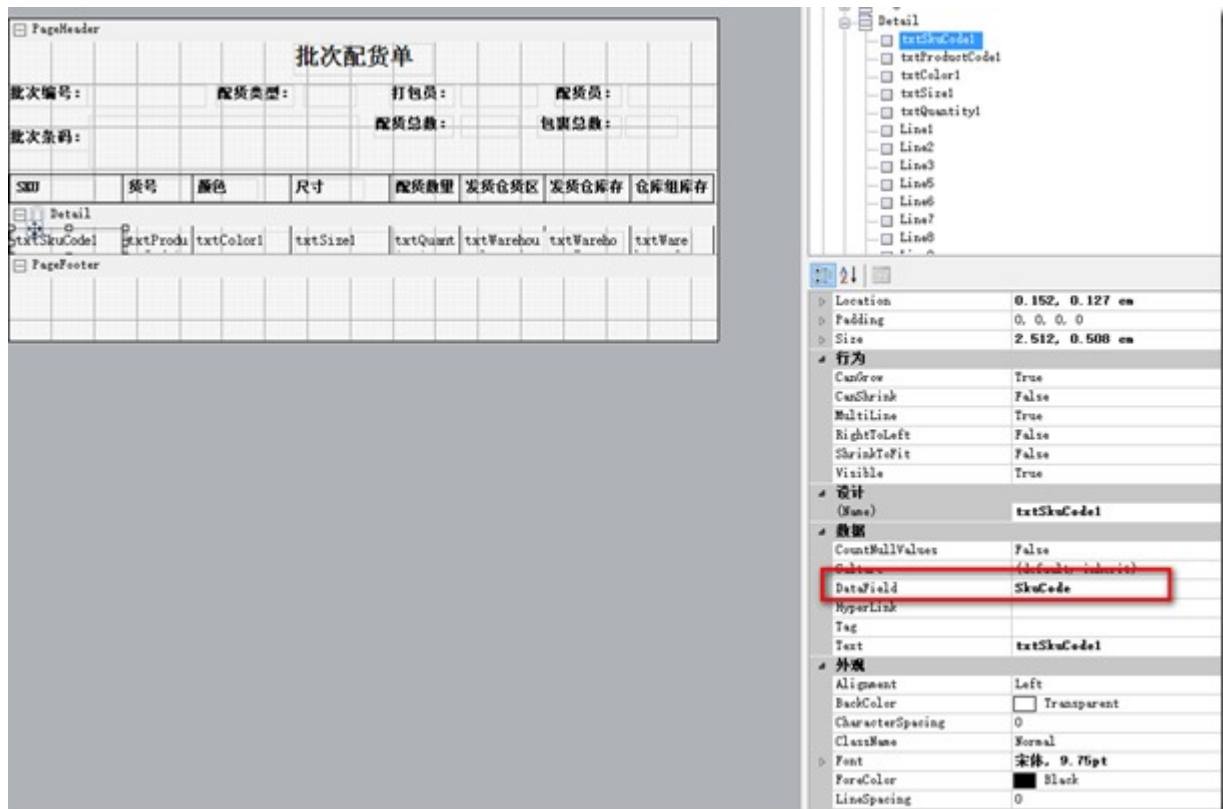 PageHeader
批次配货单
批次编号：
配货类型：
打包员：
配货员：
配货总数：
包裹总数：
批次条码：
SKU 货号 颜色 尺寸 配货数里 发货仓货区 发货仓库存 仓库组库存
Detail
txtSkuCode1 txtProdu txtColor1 txtSize1 txtQuant txtWarehou txtWareho txtWare
PageFooter
Detail
txtSkuCode1
txtProductCode1
txtColor1
txtSize1
txtQuantity1
Line1
Line2
Line3
Line5
Line6
Line7
Line8
Location 0.152, 0.127 cm
Padding 0, 0, 0, 0
Size 2.512, 0.508 cm
行为
CanGrow True
CanShrink False
MultiLine True
RightToLeft False
ShrinkToFit False
Visible True
设计
(Name) txtSkuCode1
数据
CountNullValues False
Culture (default, inherit)
DataField SkuCode
HyperLink
Tag
Text txtSkuCode1
外观
Alignment Left
BackColor Transparent
CharacterSpacing 0
ClassName Normal
Font 宋体, 9.75pt
ForeColor Black
LineSpacing 0